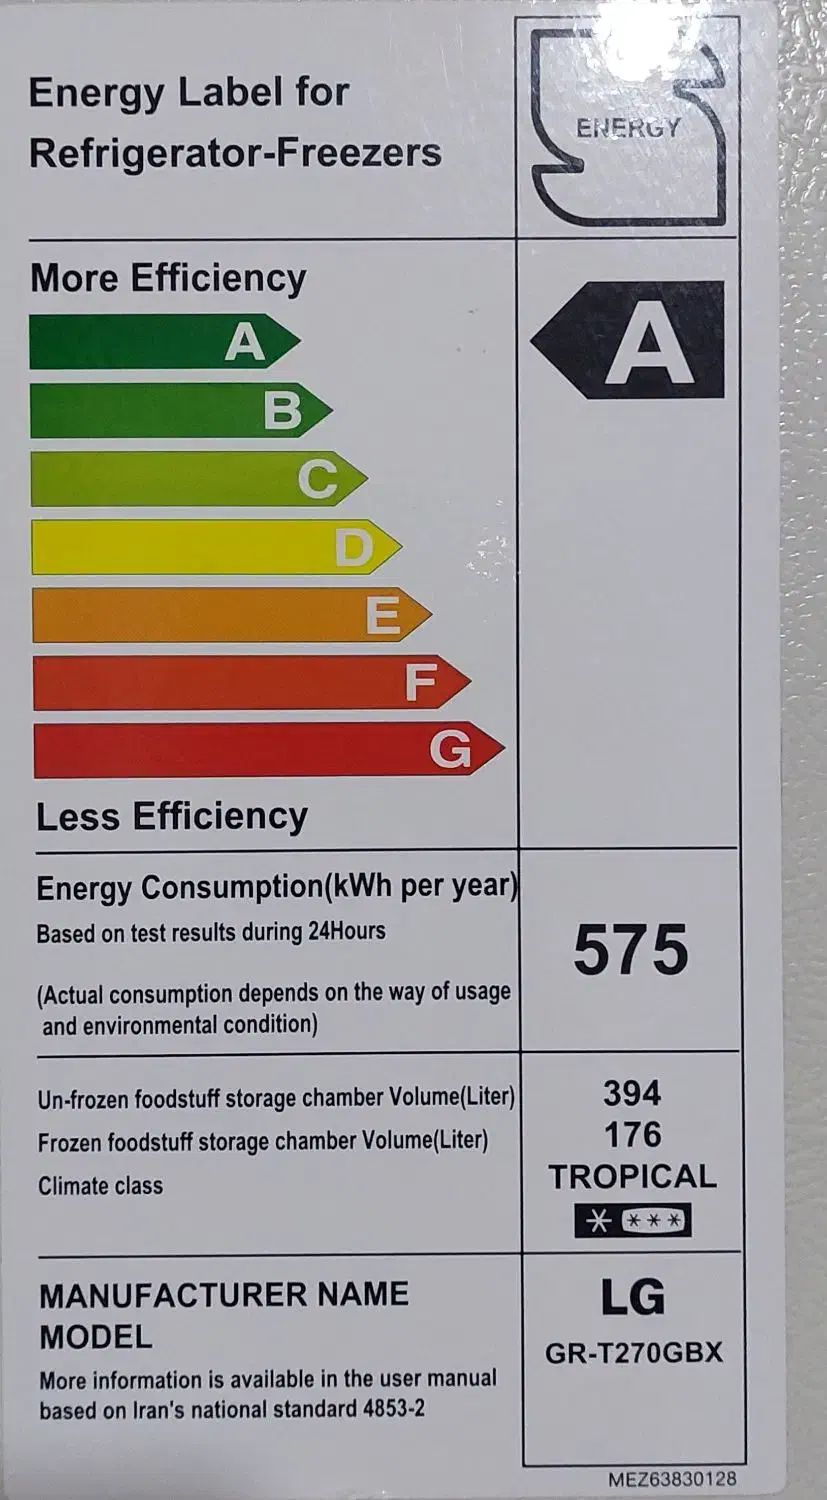 Energy Label for
Refrigerator-Freezers
ENERGY
More Efficiency
A
A
B
C
D
E
F
G
Less Efficiency
Energy Consumption(kWh per year)
Based on test results during 24Hours
575
(Actual consumption depends on the way of usage
and environmental condition)
Un-frozen foodstuff storage chamber Volume(Liter) 394
Frozen foodstuff storage chamber Volume(Liter) 176
Climate class TROPICAL
MANUFACTURER NAME LG
MODEL GR-T270GBX
More information is available in the user manual
based on Iran's national standard 4853-2
MEZ63830128